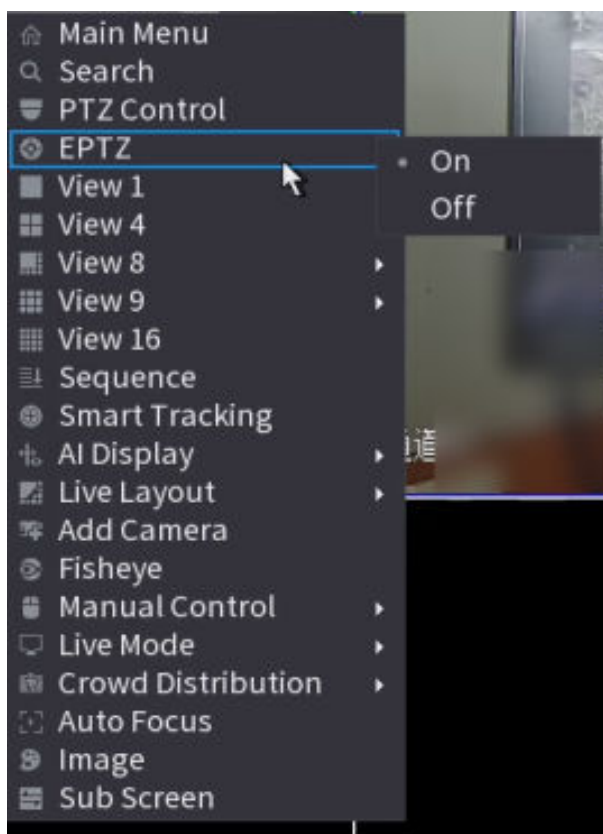 Main Menu
Search
PTZ Control
EPTZ
On
Off
View 1
View 4
View 8
View 9
View 16
Sequence
Smart Tracking
AI Display
Live Layout
Add Camera
Fisheye
Manual Control
Live Mode
Crowd Distribution
Auto Focus
Image
Sub Screen
道